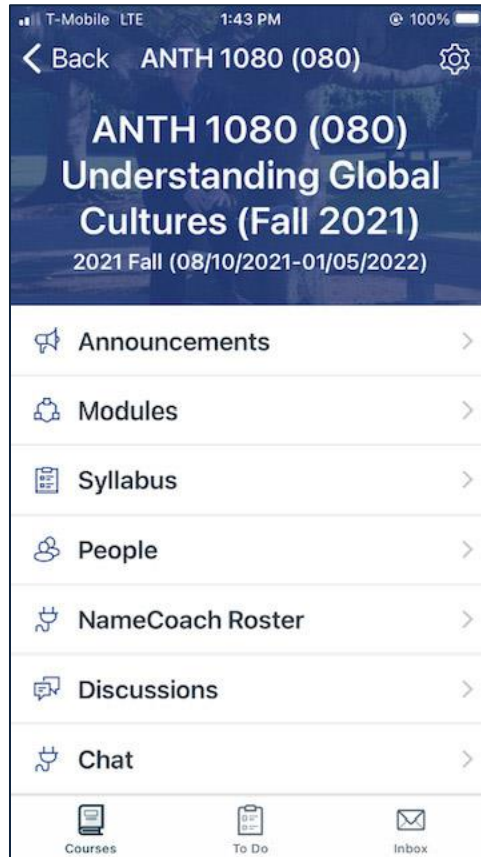 T-Mobile LTE 1:43 PM 100%
Back ANTH 1080 (080)
ANTH 1080 (080)
Understanding Global
Cultures (Fall 2021)
2021 Fall (08/10/2021-01/05/2022)
Announcements
Modules
Syllabus
People
NameCoach Roster
Discussions
Chat
Courses To Do Inbox